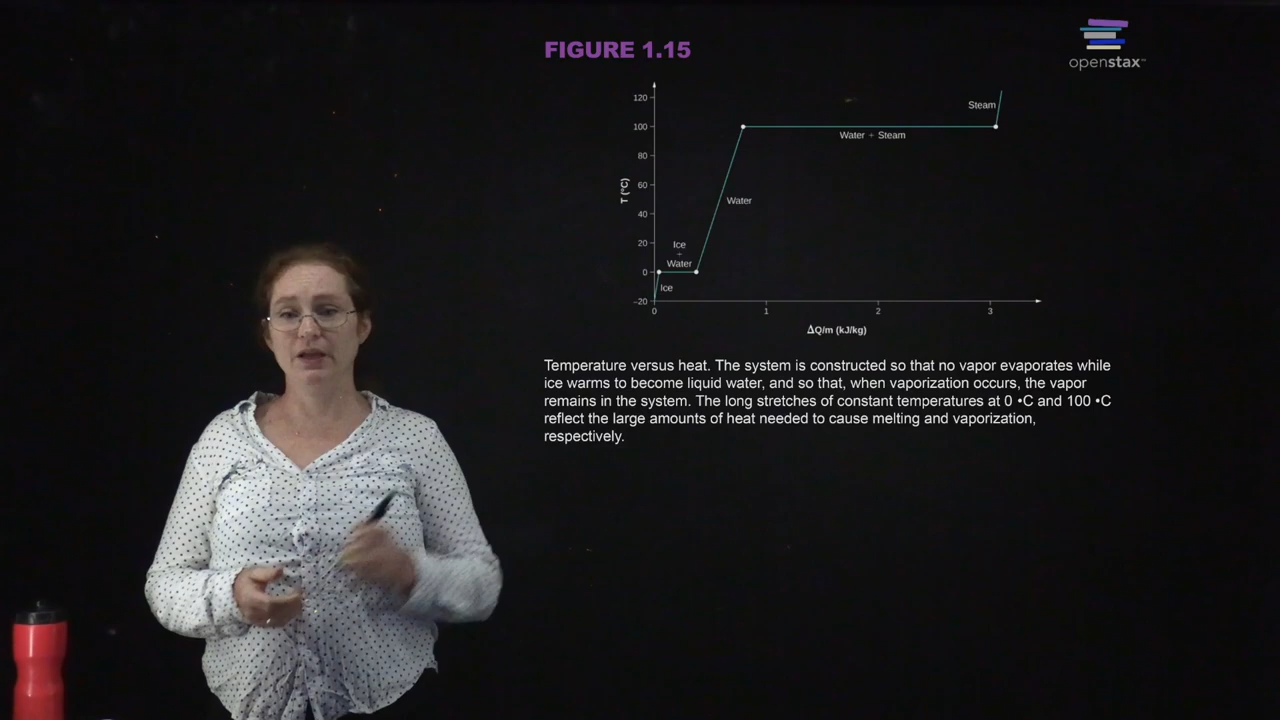 FIGURE 1.15
openstax™
120
100
80
60
40
20
0
–20
T (°C)
0
1
2
3
ΔQ/m (kJ/kg)
Ice
Ice
+
Water
Water
Water + Steam
Steam
Temperature versus heat. The system is constructed so that no vapor evaporates while
ice warms to become liquid water, and so that, when vaporization occurs, the vapor
remains in the system. The long stretches of constant temperatures at 0 •C and 100 •C
reflect the large amounts of heat needed to cause melting and vaporization,
respectively.